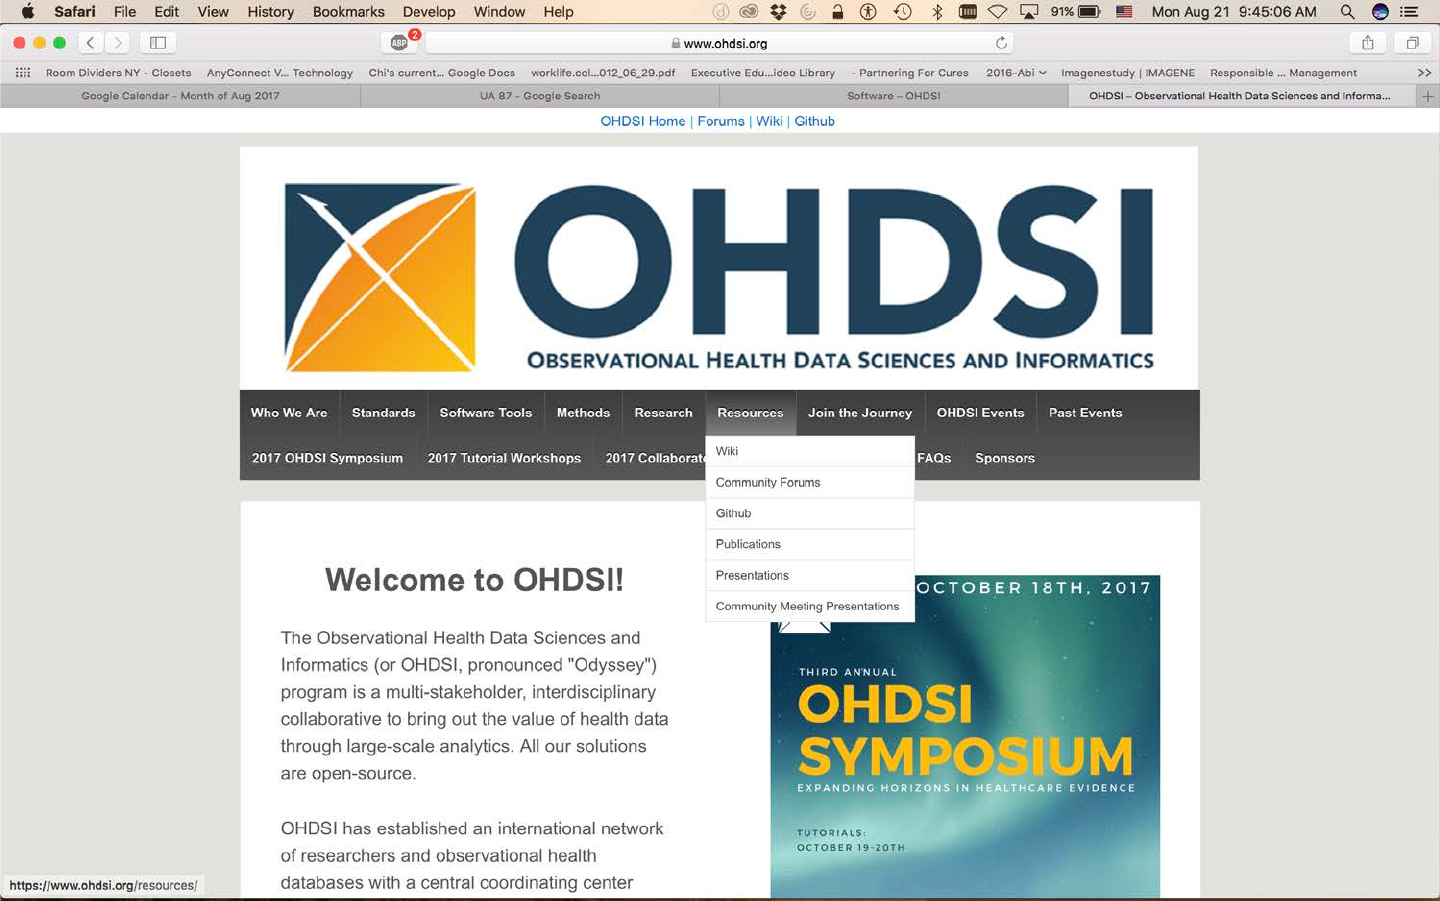 Safari File Edit View History Bookmarks Develop Window Help 91% Mon Aug 21 9:45:06 AM
ABP 2 www.ohdsi.org
Room Dividers NY - Closets AnyConnect V... Technology Chi's current... Google Docs worklife.col...012_06_29.pdf Executive Edu...ideo Library - Partnering For Cures 2016-Abi Imagenestudy | IMAGENE Responsible ... Management >>
Google Calendar - Month of Aug 2017 UA 87 - Google Search Software – OHDSI OHDSI – Observational Health Data Sciences and Informa... +
OHDSI Home | Forums | Wiki | Github
OHDSI
OBSERVATIONAL HEALTH DATA SCIENCES AND INFORMATICS
Who We Are Standards Software Tools Methods Research Resources Join the Journey OHDSI Events Past Events
2017 OHDSI Symposium 2017 Tutorial Workshops 2017 Collaborat FAQs Sponsors
Wiki
Community Forums
Github
Publications
Presentations
Community Meeting Presentations
Welcome to OHDSI!
The Observational Health Data Sciences and
Informatics (or OHDSI, pronounced "Odyssey")
program is a multi-stakeholder, interdisciplinary
collaborative to bring out the value of health data
through large-scale analytics. All our solutions
are open-source.
OHDSI has established an international network
of researchers and observational health
databases with a central coordinating center
OCTOBER 18TH, 2017
THIRD ANNUAL
OHDSI
SYMPOSIUM
EXPANDING HORIZONS IN HEALTHCARE EVIDENCE
TUTORIALS:
OCTOBER 19-20TH
https://www.ohdsi.org/resources/